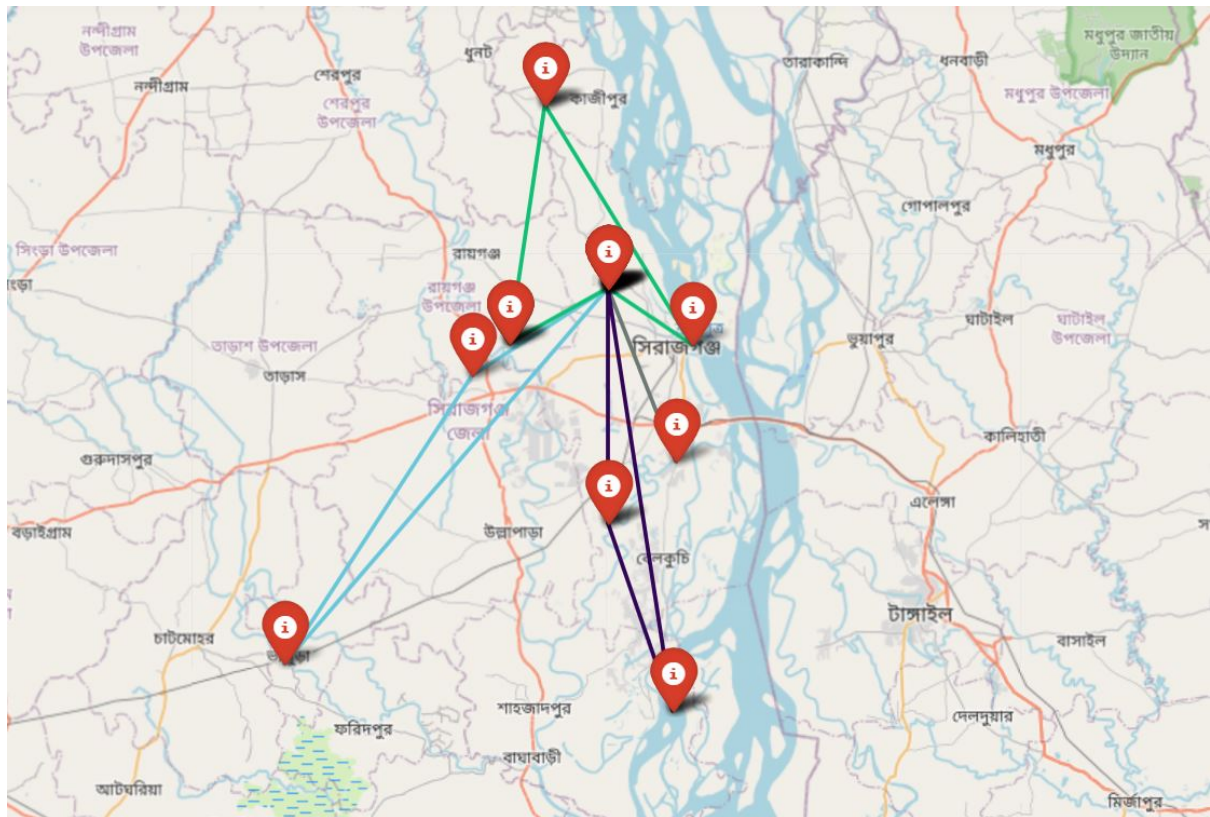 নন্দীগ্রাম
উপজেলা
ধুনট
তারাকান্দি
ধনবাড়ী
মধুপুর জাতীয়
উদ্যান
নন্দীগ্রাম
শেরপুর
শেরপুর
উপজেলা
কাজীপুর
মধুপুর উপজেলা
মধুপুর
গোপালপুর
সিংড়া উপজেলা
রায়গঞ্জ
রায়গঞ্জ
উপজেলা
ঘাটাইল
ঘাটাইল
উপজেলা
তাড়াশ উপজেলা
তাড়াস
সিরাজগঞ্জ
ভুয়াপুর
সিরাজগঞ্জ
জেলা
কালিহাতী
গুরুদাসপুর
এলেঙ্গা
বড়াইগ্রাম
উল্লাপাড়া
বেলকুচি
টাঙ্গাইল
চাটমোহর
বাসাইল
শাহজাদপুর
দেলদুয়ার
ফরিদপুর
বাঘাবাড়ী
আটঘরিয়া
মির্জাপুর